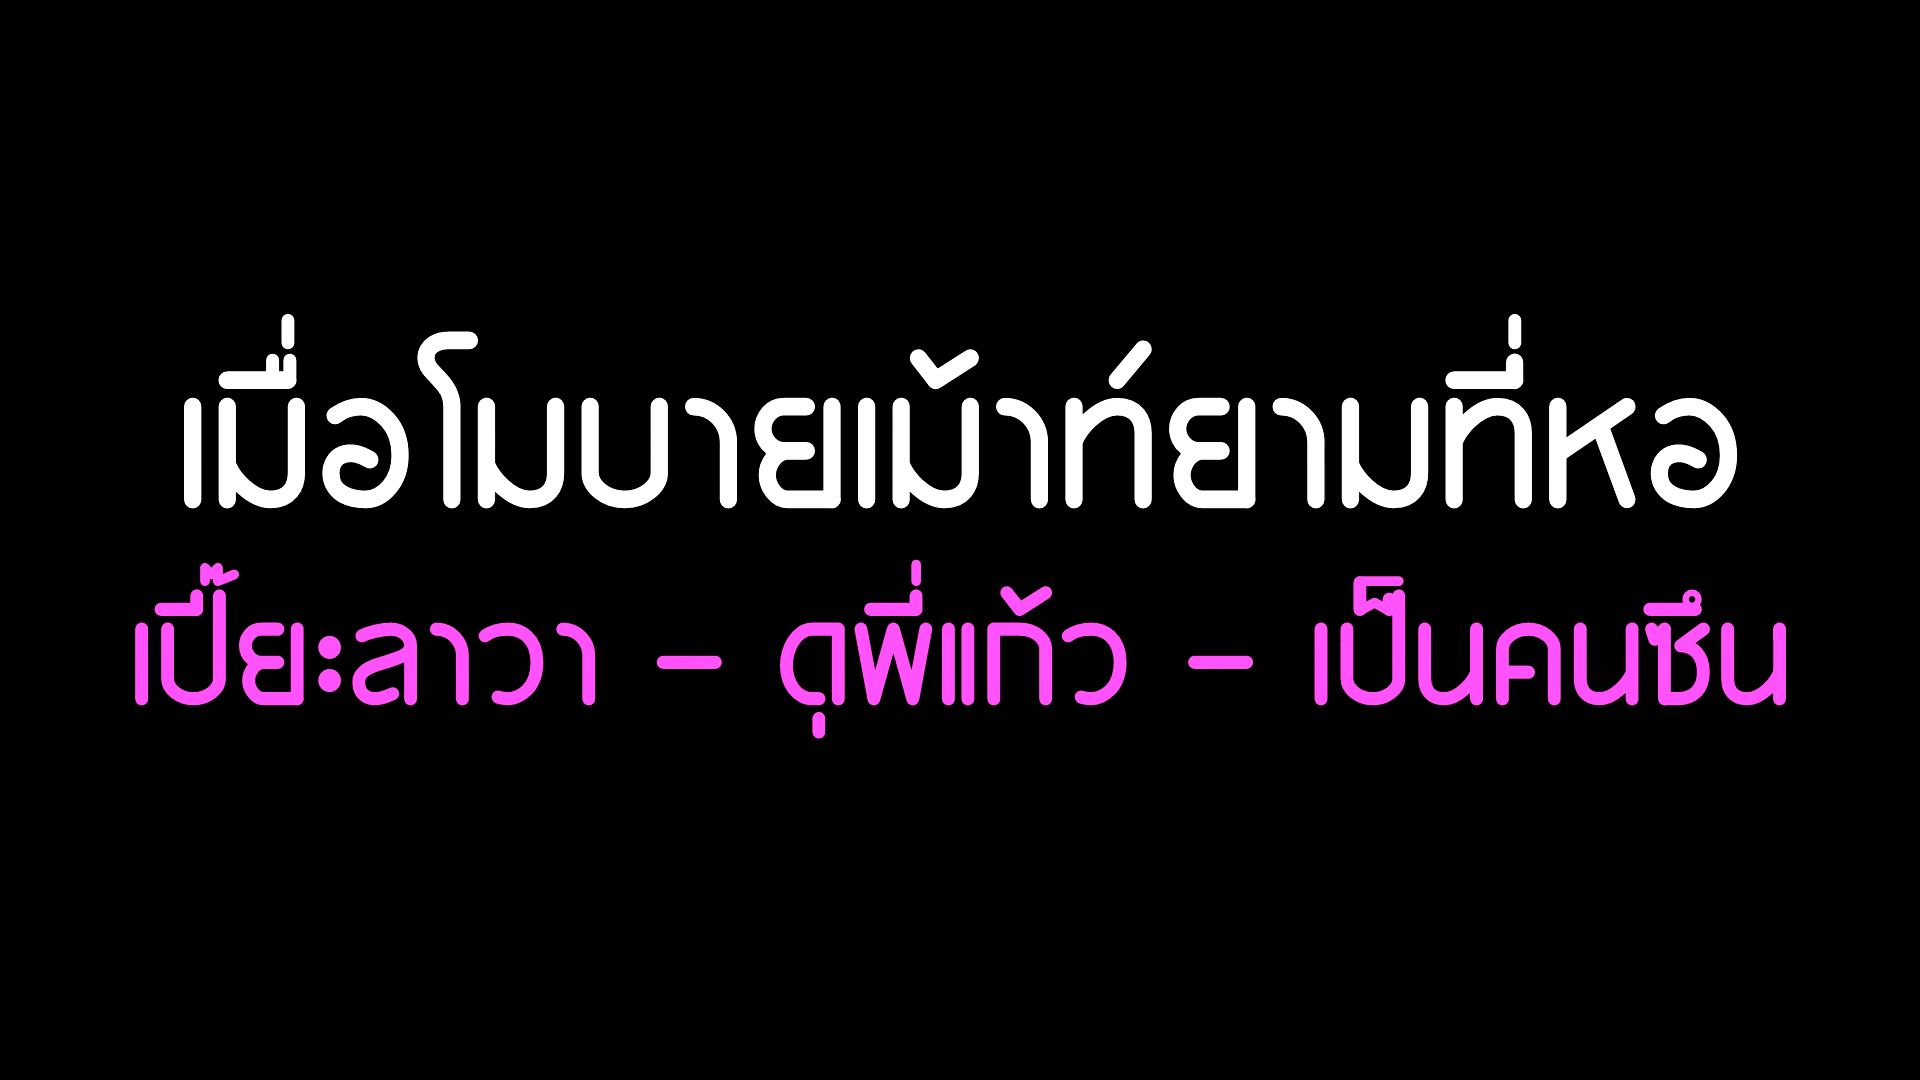 เมื่อโมบายเม้าท์ยามที่หอ
เปี๊ยะลาวา – ดุพี่แก้ว – เป็นคนซึน